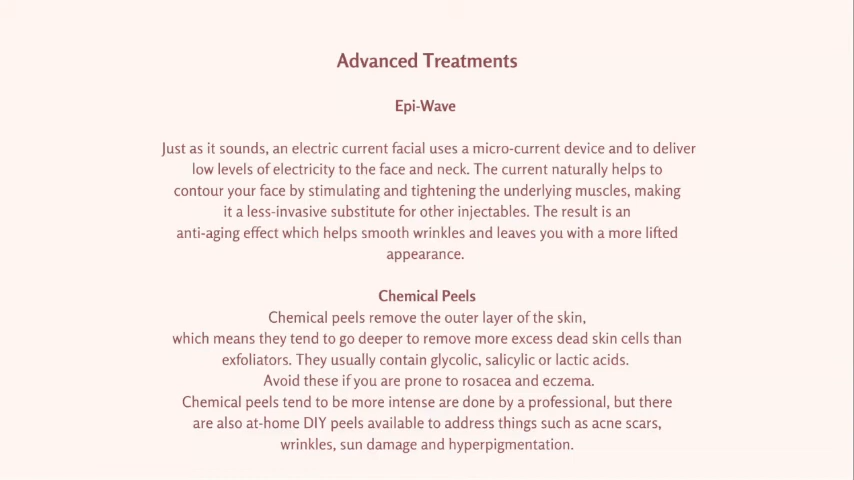 Advanced Treatments
Epi-Wave
Just as it sounds, an electric current facial uses a micro-current device and to deliver
low levels of electricity to the face and neck. The current naturally helps to
contour your face by stimulating and tightening the underlying muscles, making
it a less-invasive substitute for other injectables. The result is an
anti-aging effect which helps smooth wrinkles and leaves you with a more lifted
appearance.
Chemical Peels
Chemical peels remove the outer layer of the skin,
which means they tend to go deeper to remove more excess dead skin cells than
exfoliators. They usually contain glycolic, salicylic or lactic acids.
Avoid these if you are prone to rosacea and eczema.
Chemical peels tend to be more intense are done by a professional, but there
are also at-home DIY peels available to address things such as acne scars,
wrinkles, sun damage and hyperpigmentation.